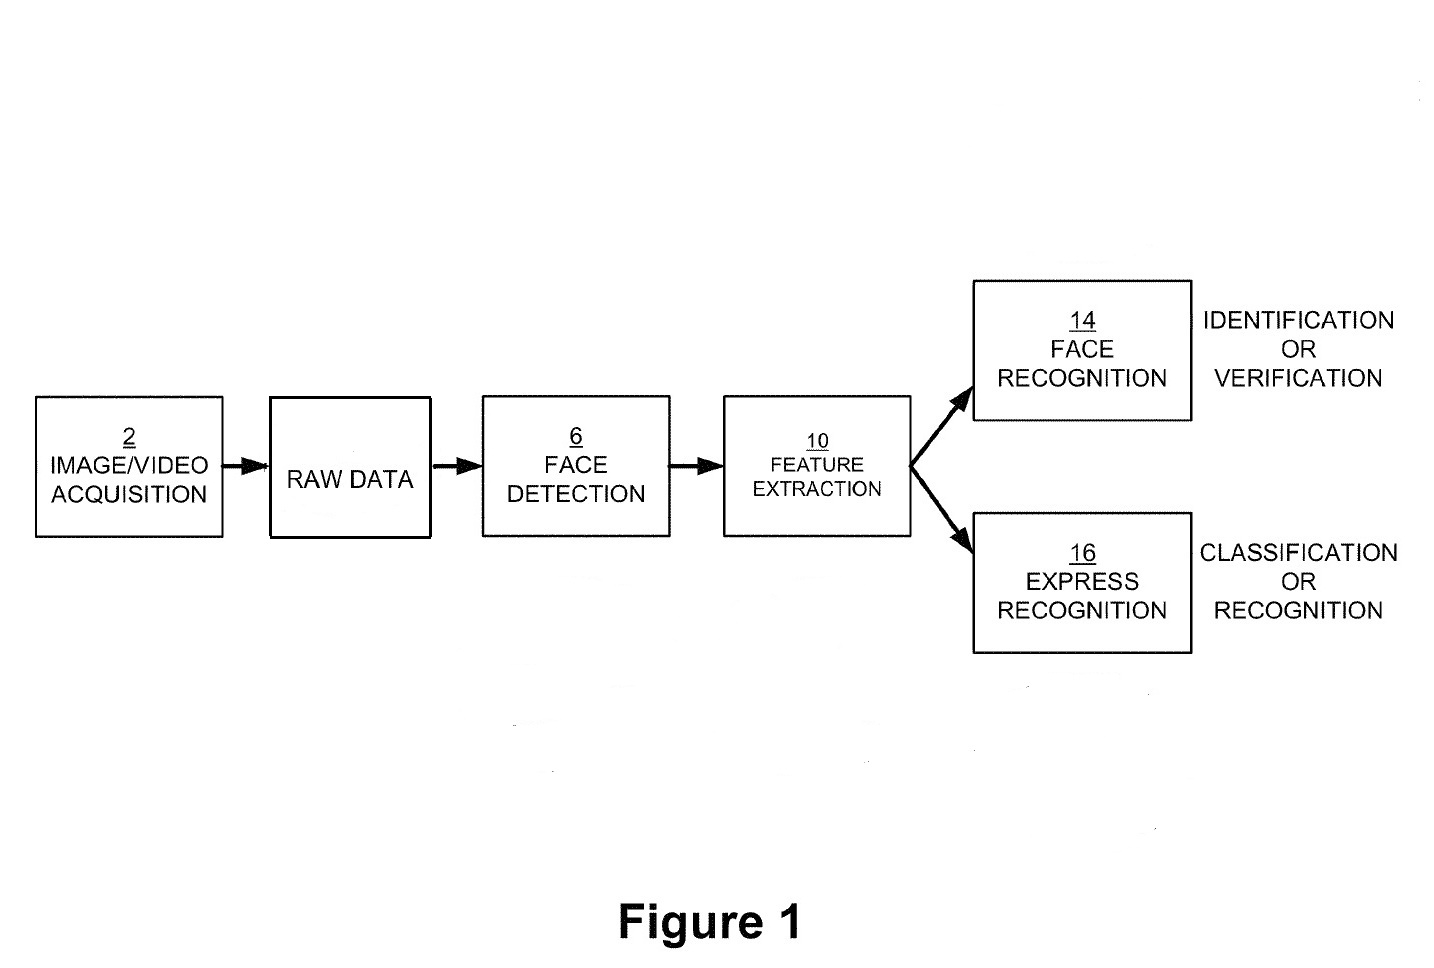 2
IMAGE/VIDEO
ACQUISITION
RAW DATA
6
FACE
DETECTION
10
FEATURE
EXTRACTION
14
FACE
RECOGNITION
IDENTIFICATION
OR
VERIFICATION
16
EXPRESS
RECOGNITION
CLASSIFICATION
OR
RECOGNITION
Figure 1